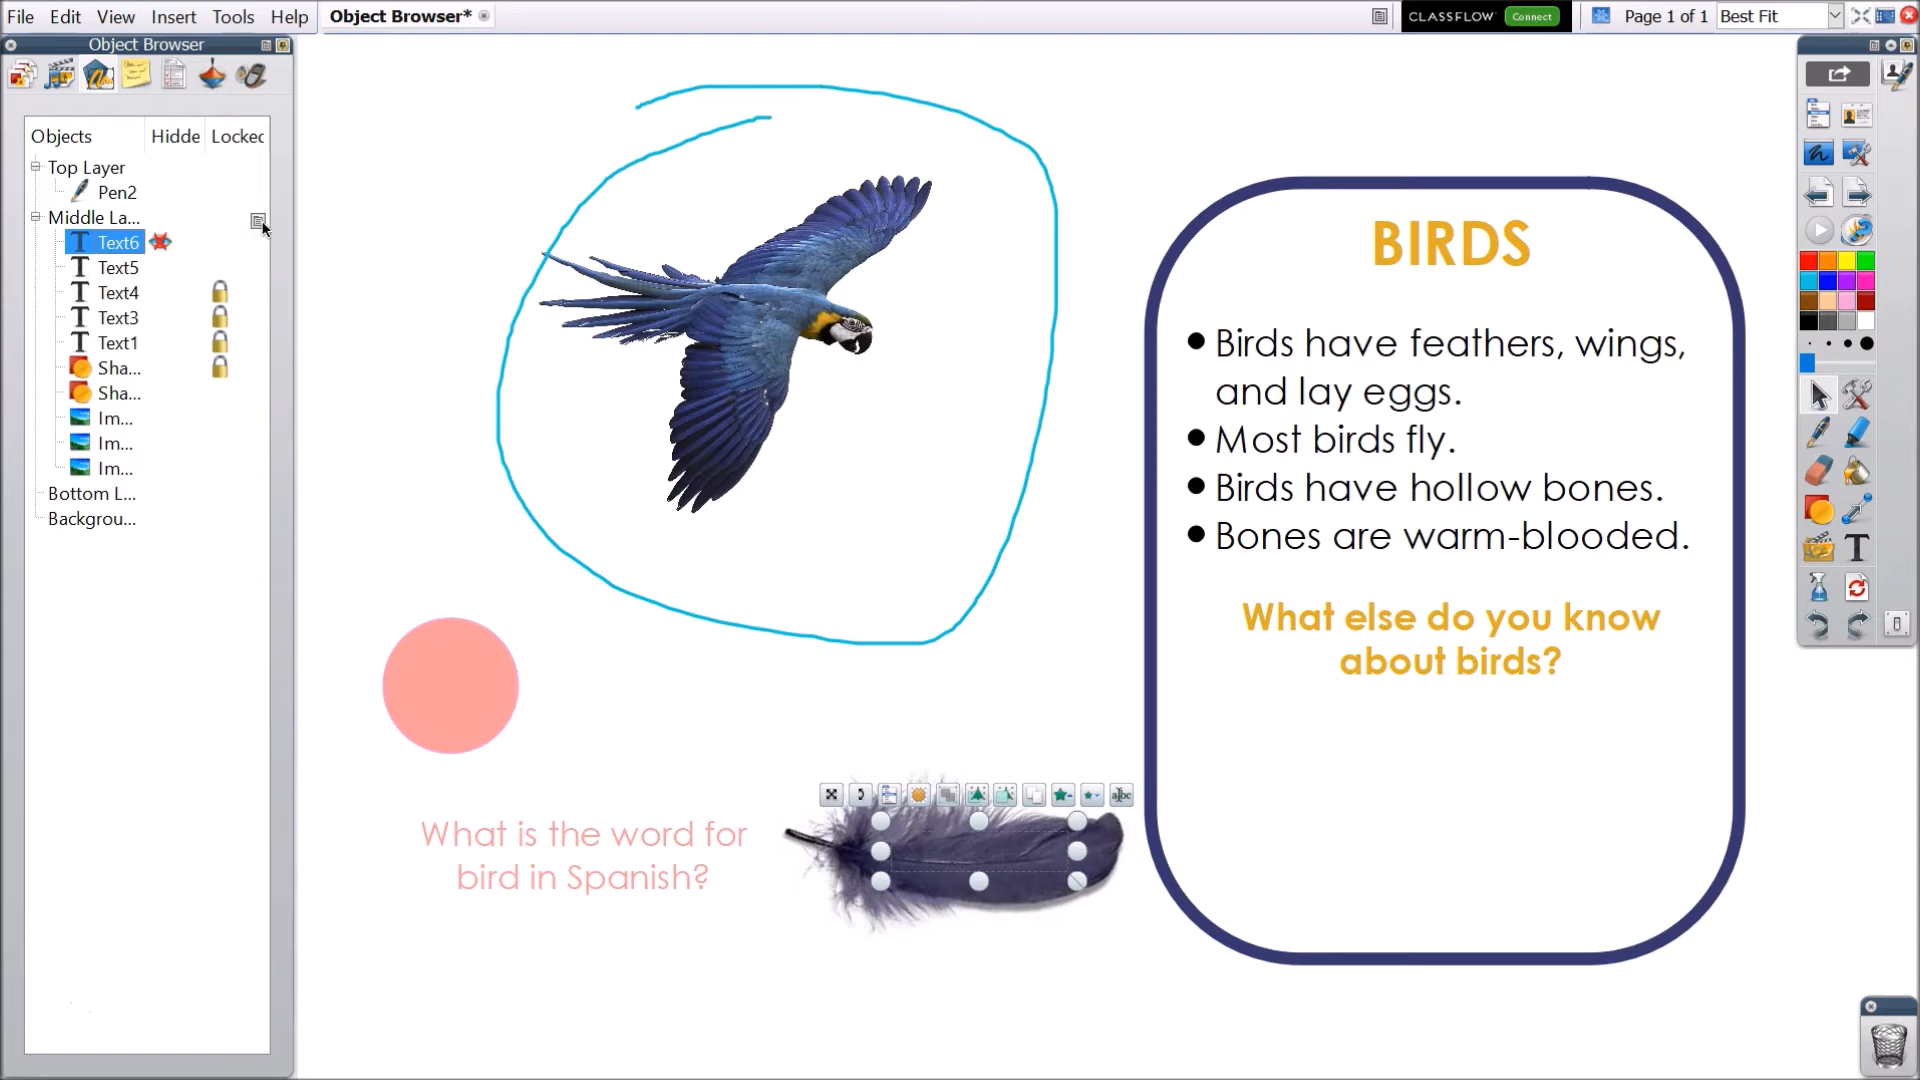 File Edit View Insert Tools Help Object Browser* CLASSFLOW Connect Page 1 of 1 Best Fit
Object Browser
Objects Hidde Locked
Top Layer
Pen2
Middle La...
Text6
Text5
Text4
Text3
Text1
Sha...
Sha...
Im...
Im...
Im...
Bottom L...
Backgrou...
BIRDS
• Birds have feathers, wings,
and lay eggs.
• Most birds fly.
• Birds have hollow bones.
• Bones are warm-blooded.
What else do you know
about birds?
What is the word for
bird in Spanish?
abc